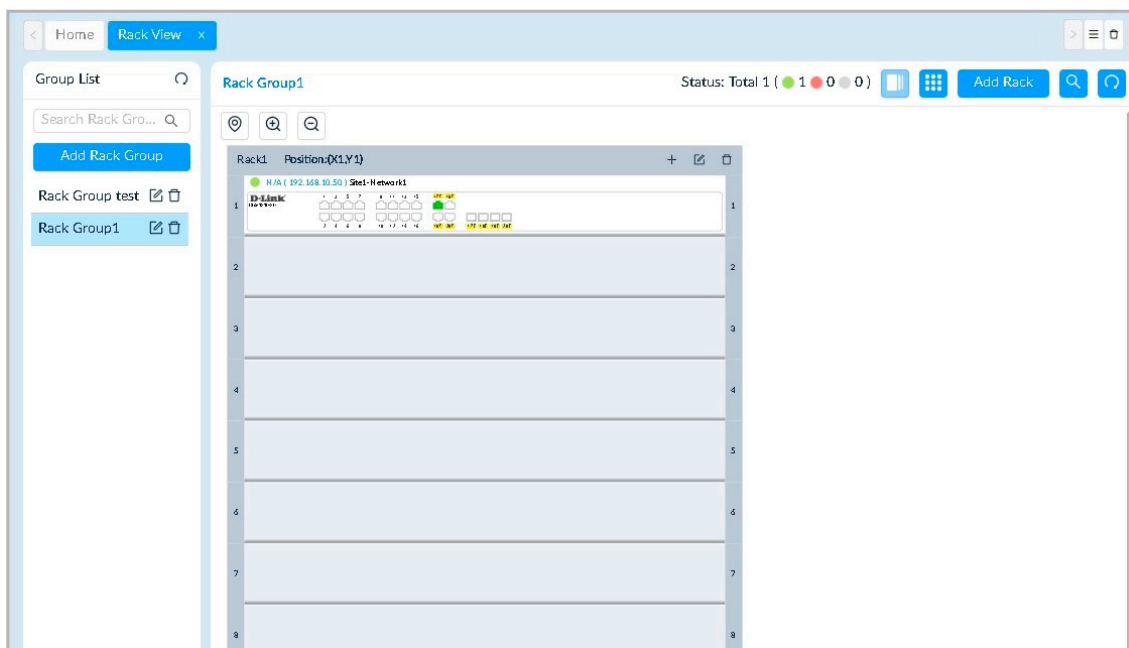 Home Rack View ×
Group List
Search Rack Gro...
Add Rack Group
Rack Group test
Rack Group1
Rack Group1
Status: Total 1 ( 1 0 0 )
Add Rack
Rack1 Position:(X1,Y1)
N/A ( 192.168.10.50 ) Site1-Network1
D-Link
1 1
2 2
3 3
4 4
5 5
6 6
7 7
8 8